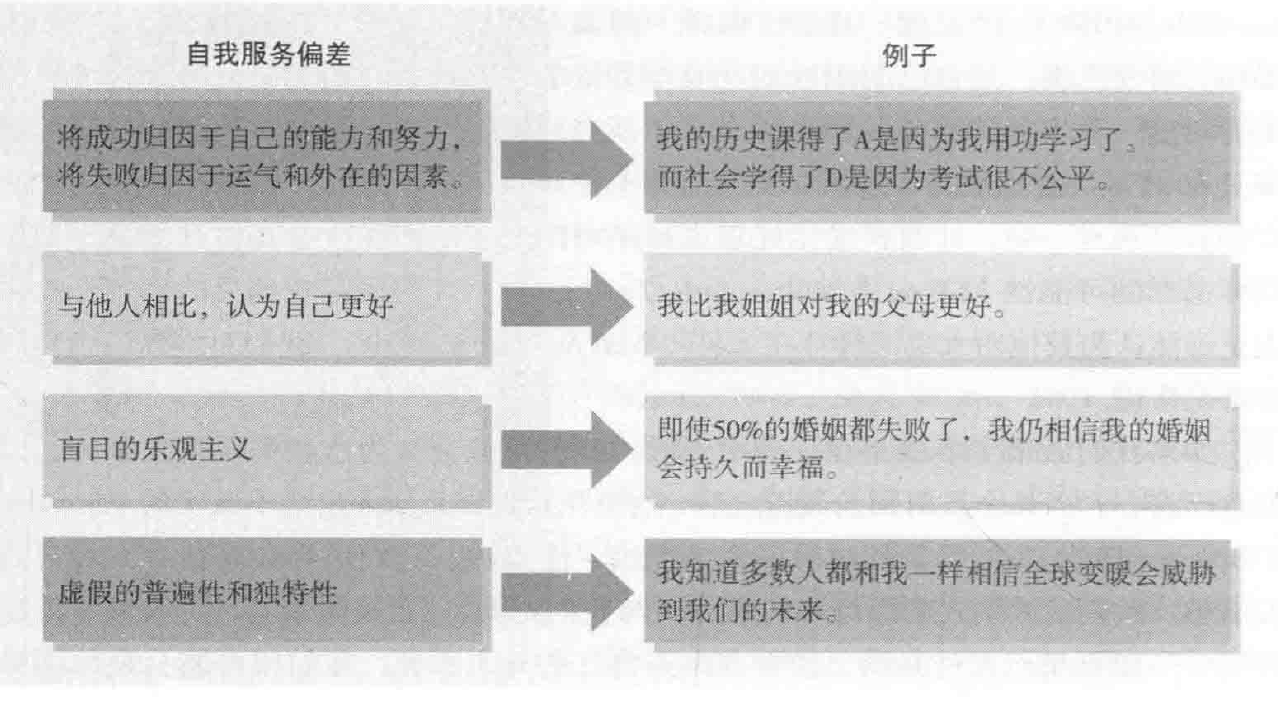 自我服务偏差
例子
将成功归因于自己的能力和努力，
将失败归因于运气和外在的因素。
我的历史课得了A是因为我用功学习了。
而社会学得了D是因为考试很不公平。
与他人相比，认为自己更好
我比我姐姐对我的父母更好。
盲目的乐观主义
即使50%的婚姻都失败了，我仍相信我的婚姻
会持久而幸福。
虚假的普遍性和独特性
我知道多数人都和我一样相信全球变暖会威胁
到我们的未来。